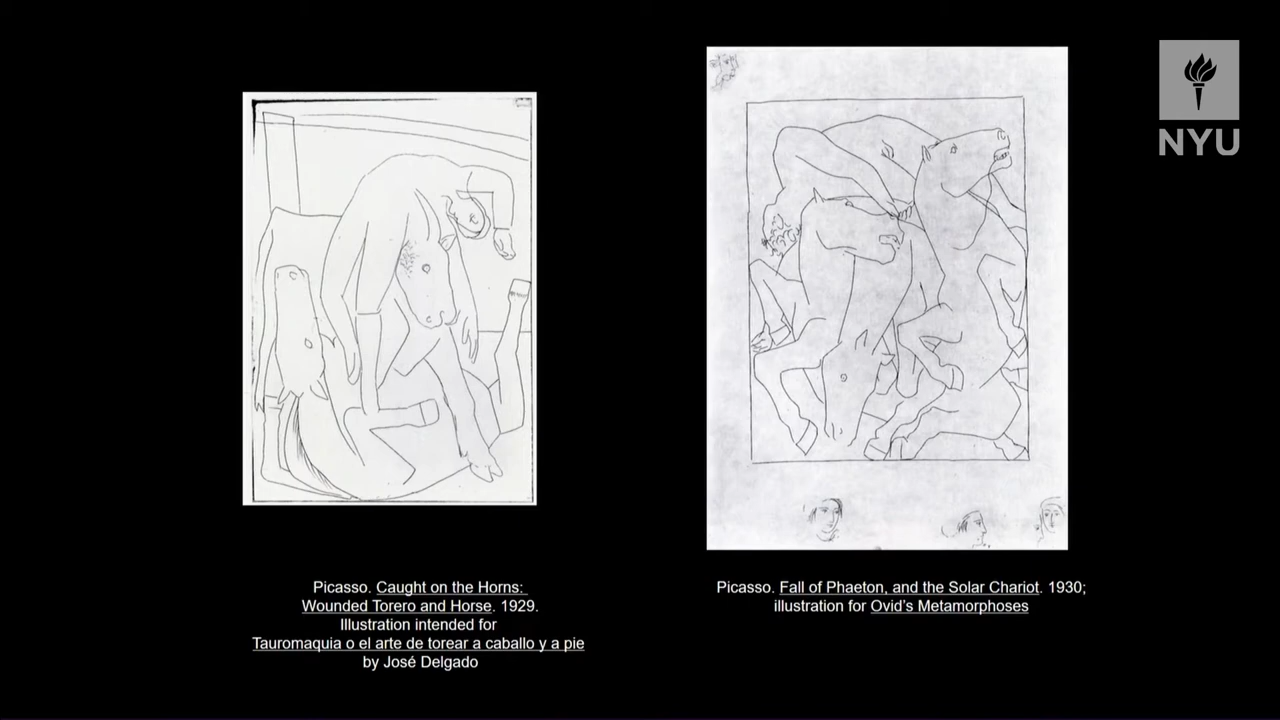 NYU
Picasso. Caught on the Horns:
Wounded Torero and Horse. 1929.
Illustration intended for
Tauromaquia o el arte de torear a caballo y a pie
by José Delgado
Picasso. Fall of Phaeton, and the Solar Chariot. 1930;
illustration for Ovid's Metamorphoses